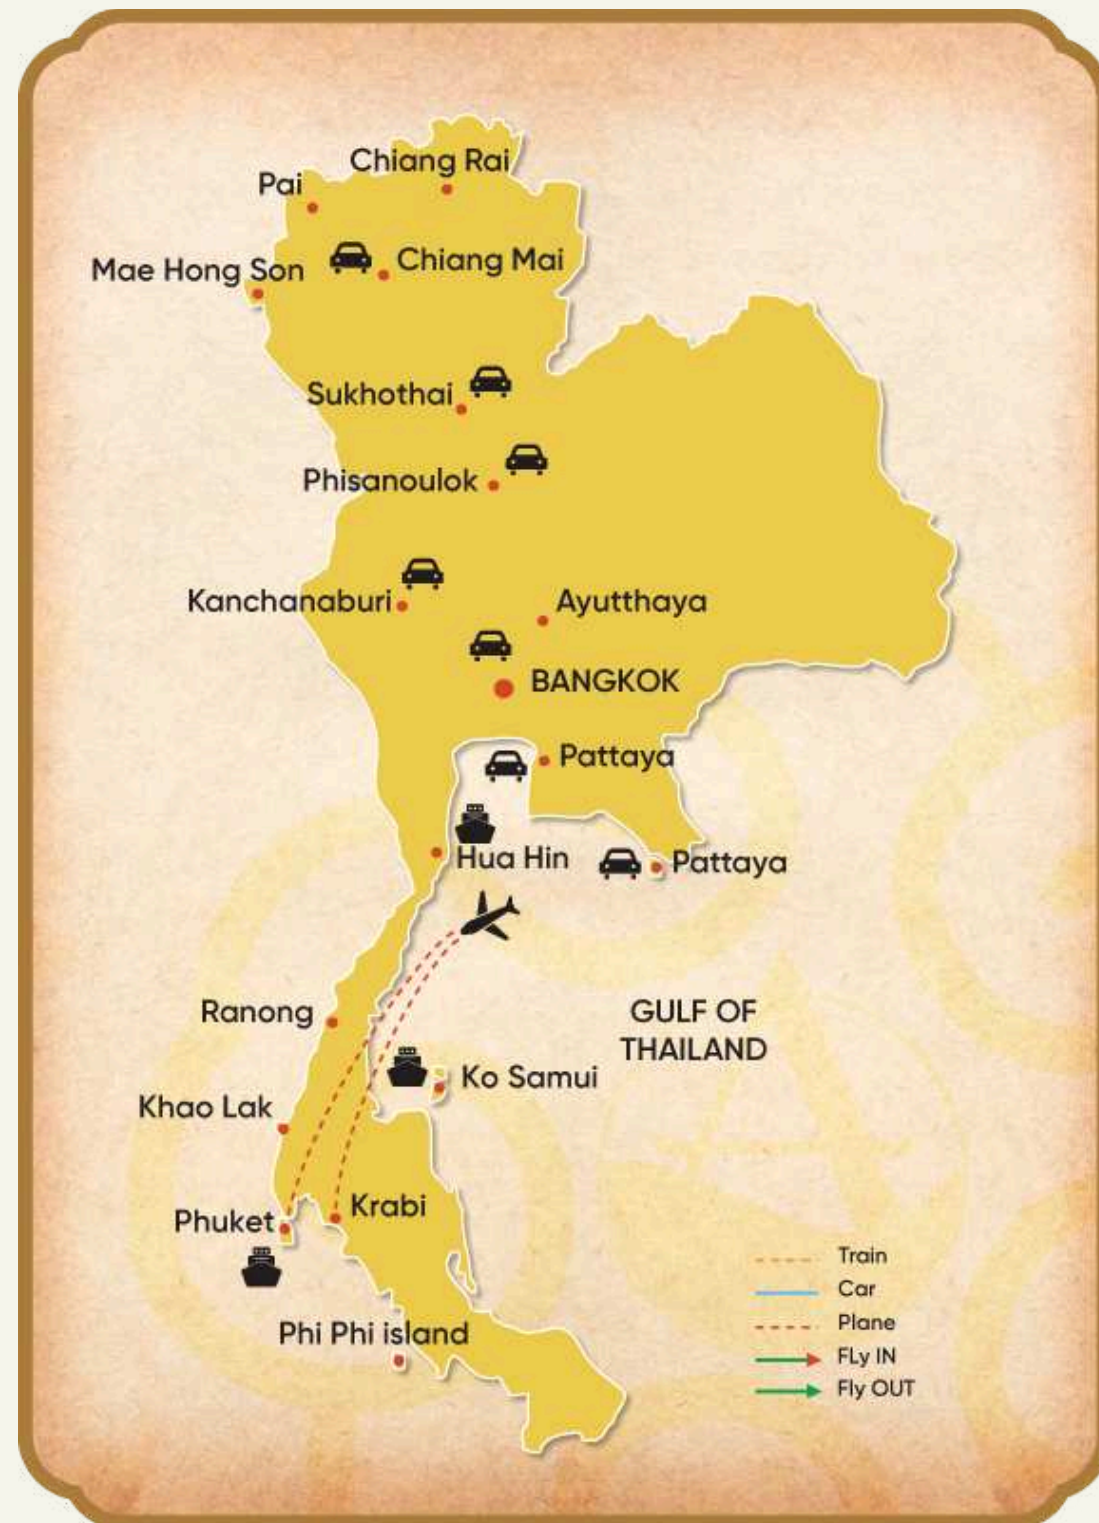 Chiang Rai
Pai
Chiang Mai
Mae Hong Son
Sukhothai
Phisanoulok
Kanchanaburi
Ayutthaya
BANGKOK
Pattaya
Hua Hin
Pattaya
Ranong
GULF OF
THAILAND
Ko Samui
Khao Lak
Krabi
Phuket
Phi Phi island
Train
Car
Plane
FLy IN
Fly OUT